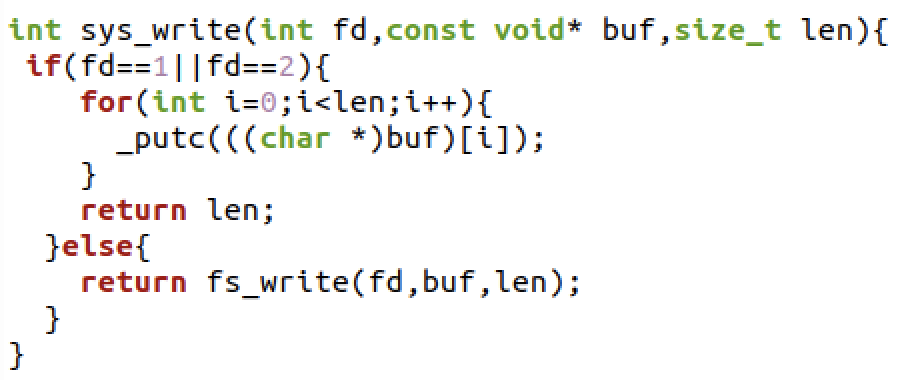 int sys_write(int fd,const void* buf,size_t len){
 if(fd==1||fd==2){
    for(int i=0;i<len;i++){
      _putc(((char *)buf)[i]);
    }
    return len;
  }else{
    return fs_write(fd,buf,len);
  }
}